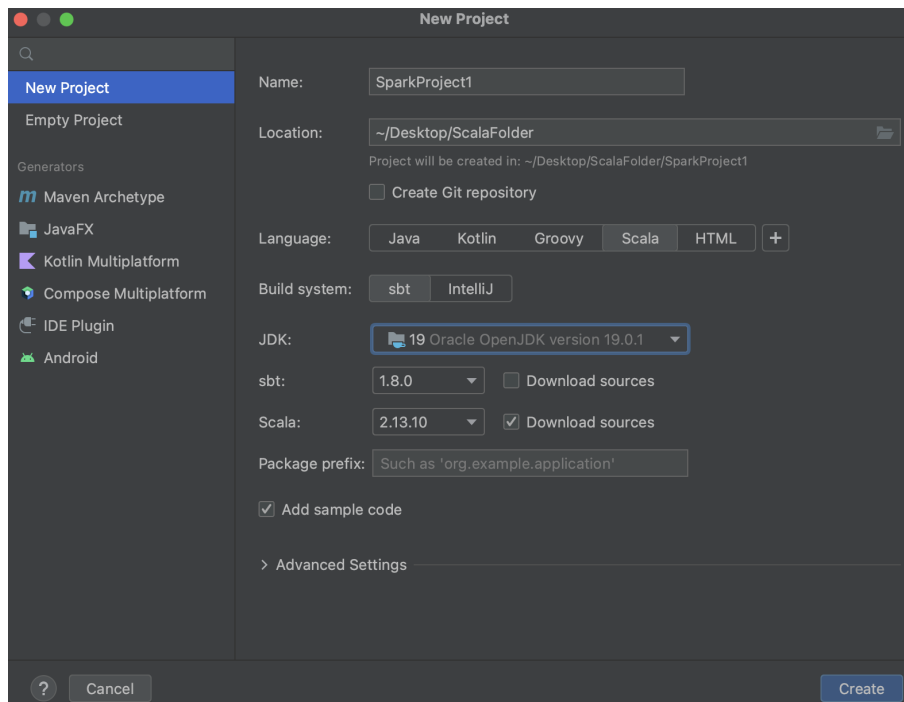 New Project
New Project
Empty Project
Generators
Maven Archetype
JavaFX
Kotlin Multiplatform
Compose Multiplatform
IDE Plugin
Android
Name: SparkProject1
Location: ~/Desktop/ScalaFolder
Project will be created in: ~/Desktop/ScalaFolder/SparkProject1
Create Git repository
Language: Java Kotlin Groovy Scala HTML +
Build system: sbt IntelliJ
JDK: 19 Oracle OpenJDK version 19.0.1
sbt: 1.8.0 Download sources
Scala: 2.13.10 Download sources
Package prefix: Such as 'org.example.application'
Add sample code
Advanced Settings
? Cancel Create